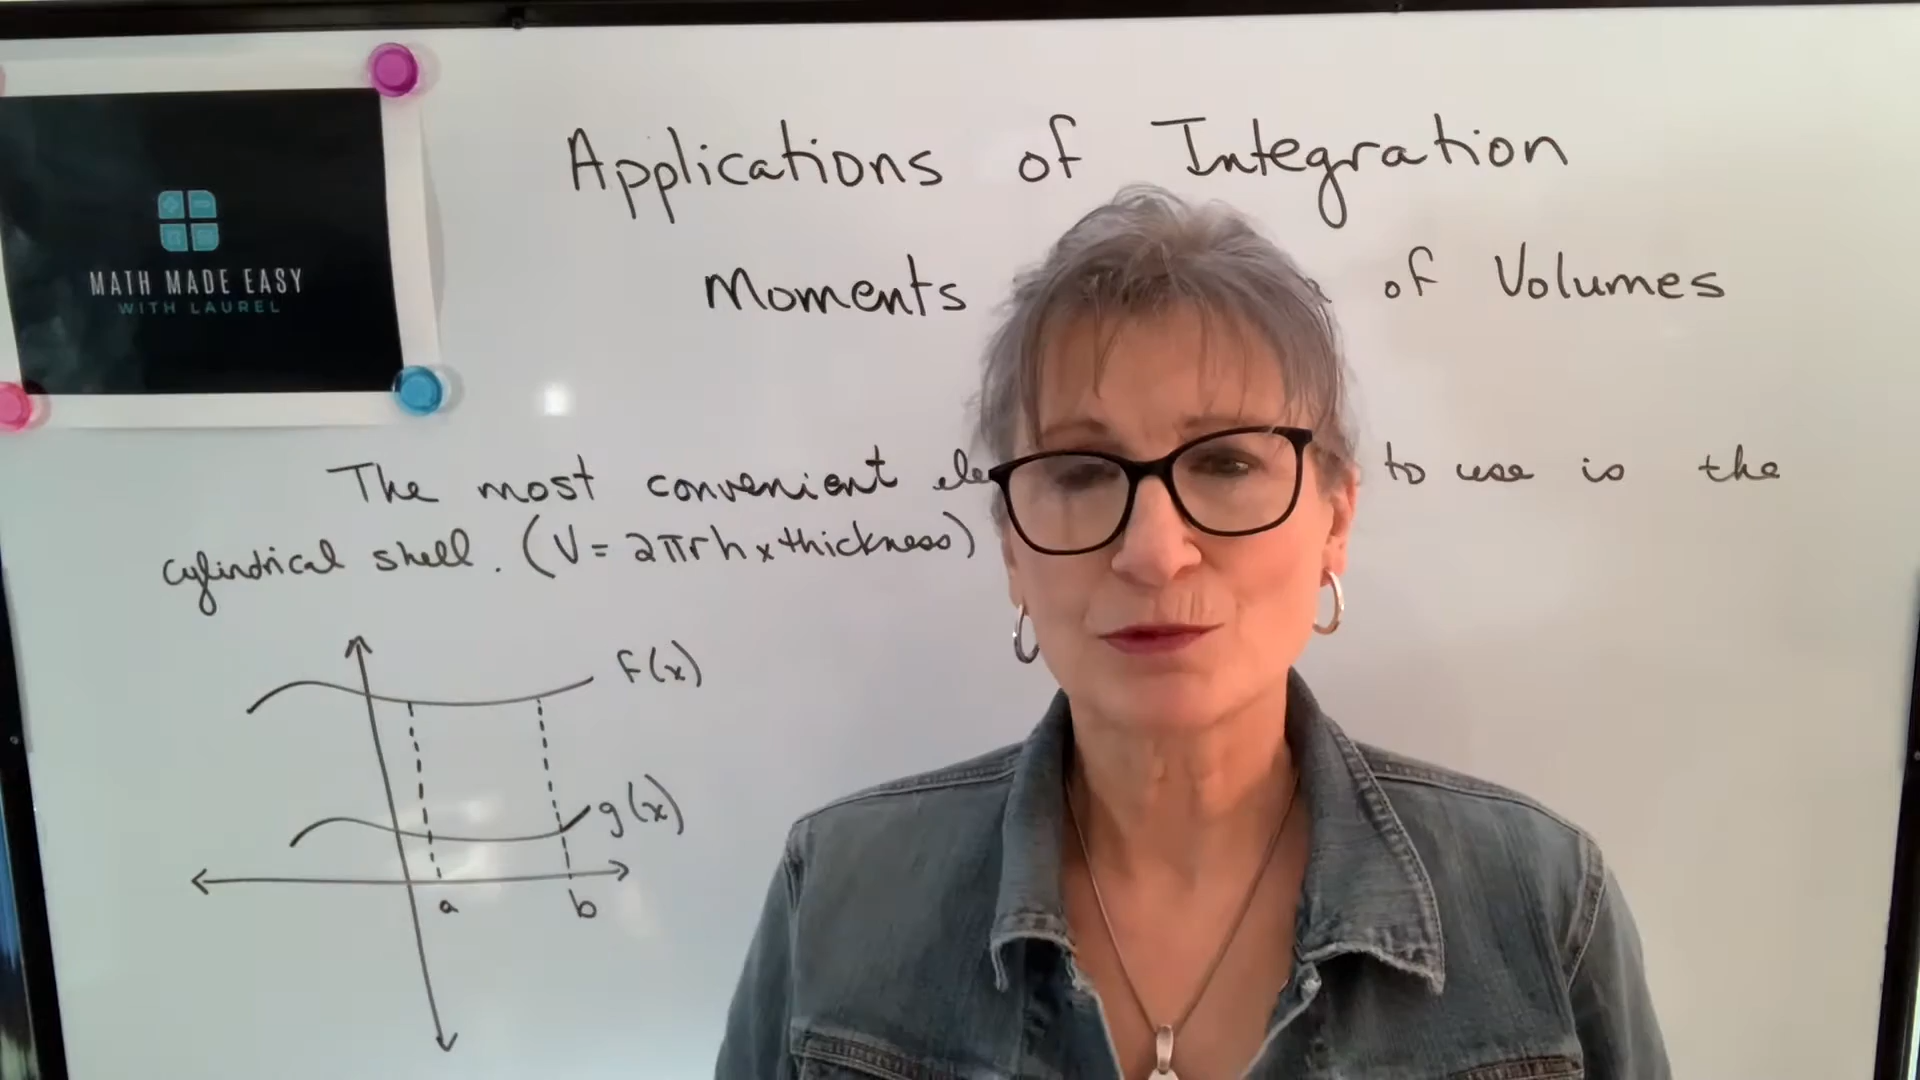 MATH MADE EASY
WITH LAUREL
Applications of Integration
Moments of Volumes
The most convenient to use is the
cylindrical shell. (V = 2πrh x thickness)
f(x)
g(x)
a b